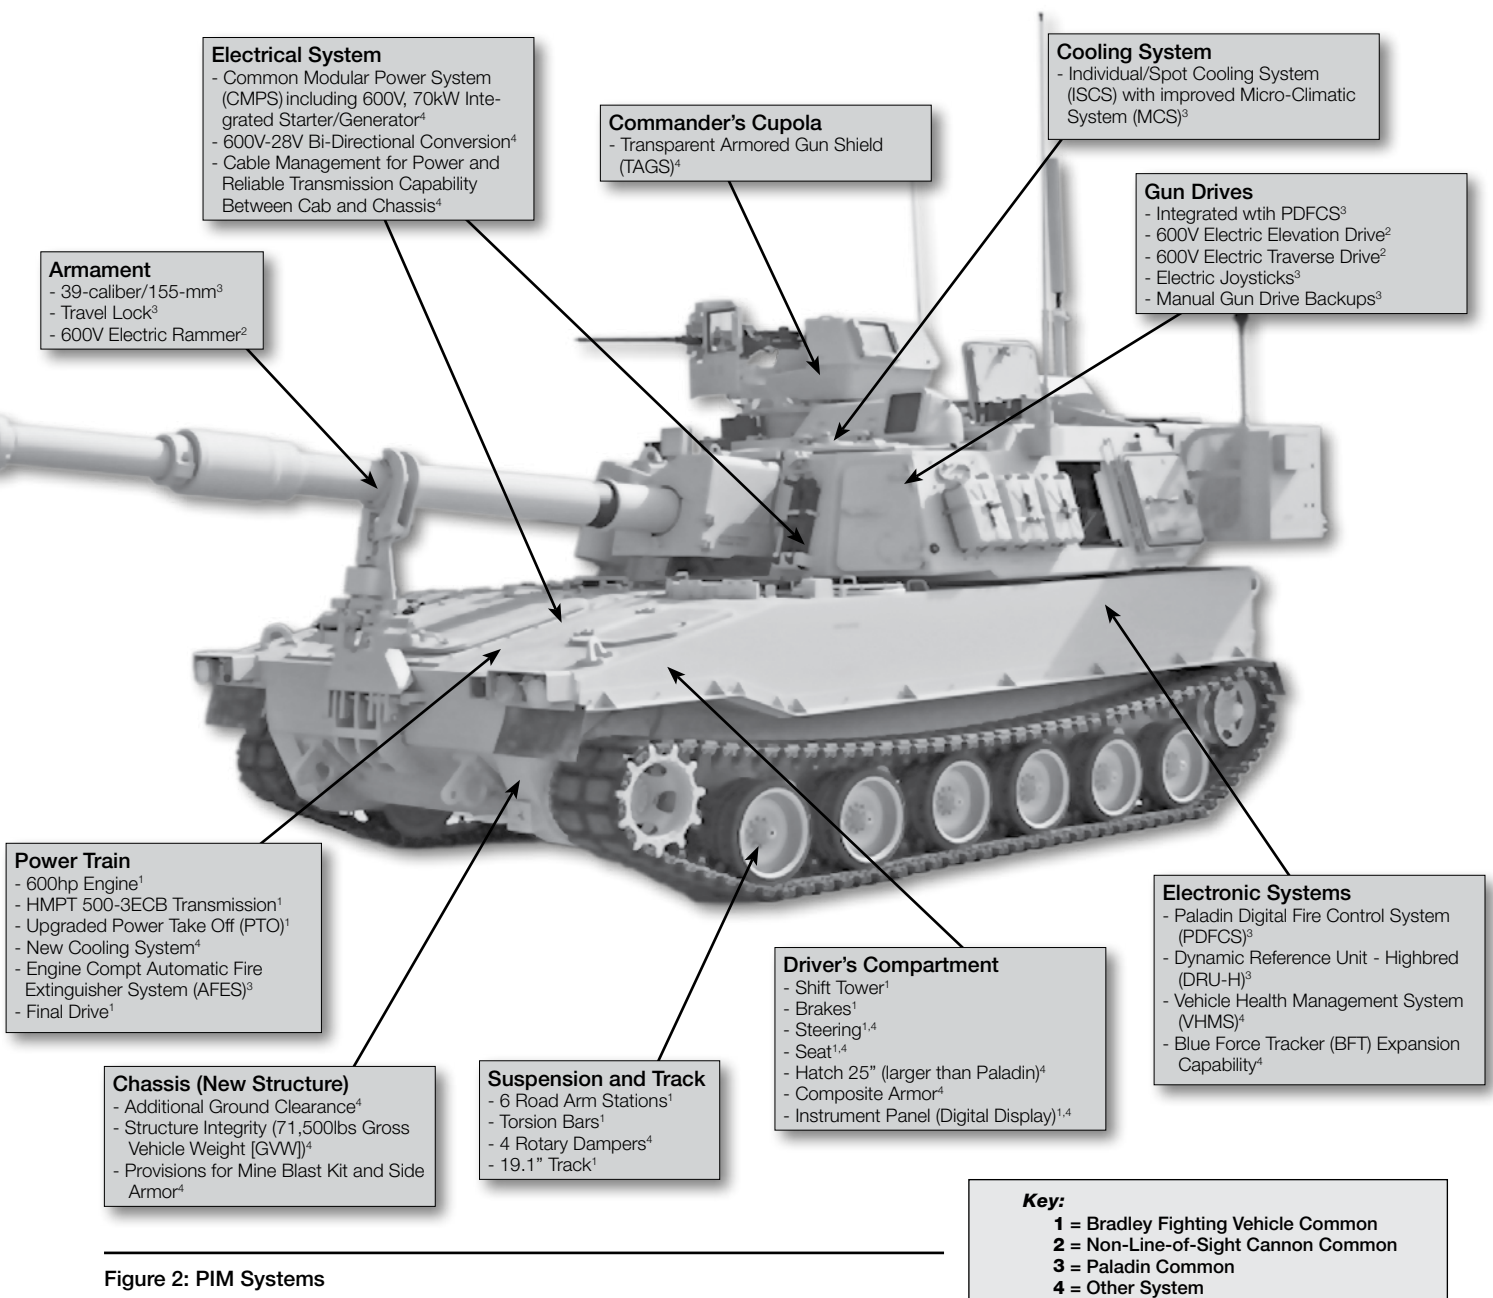 Electrical System
- Common Modular Power System
(CMPS) including 600V, 70kW Inte-
grated Starter/Generator⁴
- 600V-28V Bi-Directional Conversion⁴
- Cable Management for Power and
Reliable Transmission Capability
Between Cab and Chassis⁴
Commander's Cupola
- Transparent Armored Gun Shield
(TAGS)⁴
Cooling System
- Individual/Spot Cooling System
(ISCS) with improved Micro-Climatic
System (MCS)³
Gun Drives
- Integrated wtih PDFCS³
- 600V Electric Elevation Drive²
- 600V Electric Traverse Drive²
- Electric Joysticks³
- Manual Gun Drive Backups³
Armament
- 39-caliber/155-mm³
- Travel Lock³
- 600V Electric Rammer²
Power Train
- 600hp Engine¹
- HMPT 500-3ECB Transmission¹
- Upgraded Power Take Off (PTO)¹
- New Cooling System⁴
- Engine Compt Automatic Fire
Extinguisher System (AFES)³
- Final Drive¹
Chassis (New Structure)
- Additional Ground Clearance⁴
- Structure Integrity (71,500lbs Gross
Vehicle Weight [GVW])⁴
- Provisions for Mine Blast Kit and Side
Armor⁴
Suspension and Track
- 6 Road Arm Stations¹
- Torsion Bars¹
- 4 Rotary Dampers⁴
- 19.1” Track¹
Driver's Compartment
- Shift Tower¹
- Brakes¹
- Steering¹,⁴
- Seat¹,⁴
- Hatch 25” (larger than Paladin)⁴
- Composite Armor⁴
- Instrument Panel (Digital Display)¹,⁴
Electronic Systems
- Paladin Digital Fire Control System
(PDFCS)³
- Dynamic Reference Unit - Highbred
(DRU-H)³
- Vehicle Health Management System
(VHMS)⁴
- Blue Force Tracker (BFT) Expansion
Capability⁴
Key:
1 = Bradley Fighting Vehicle Common
2 = Non-Line-of-Sight Cannon Common
3 = Paladin Common
4 = Other System
Figure 2: PIM Systems